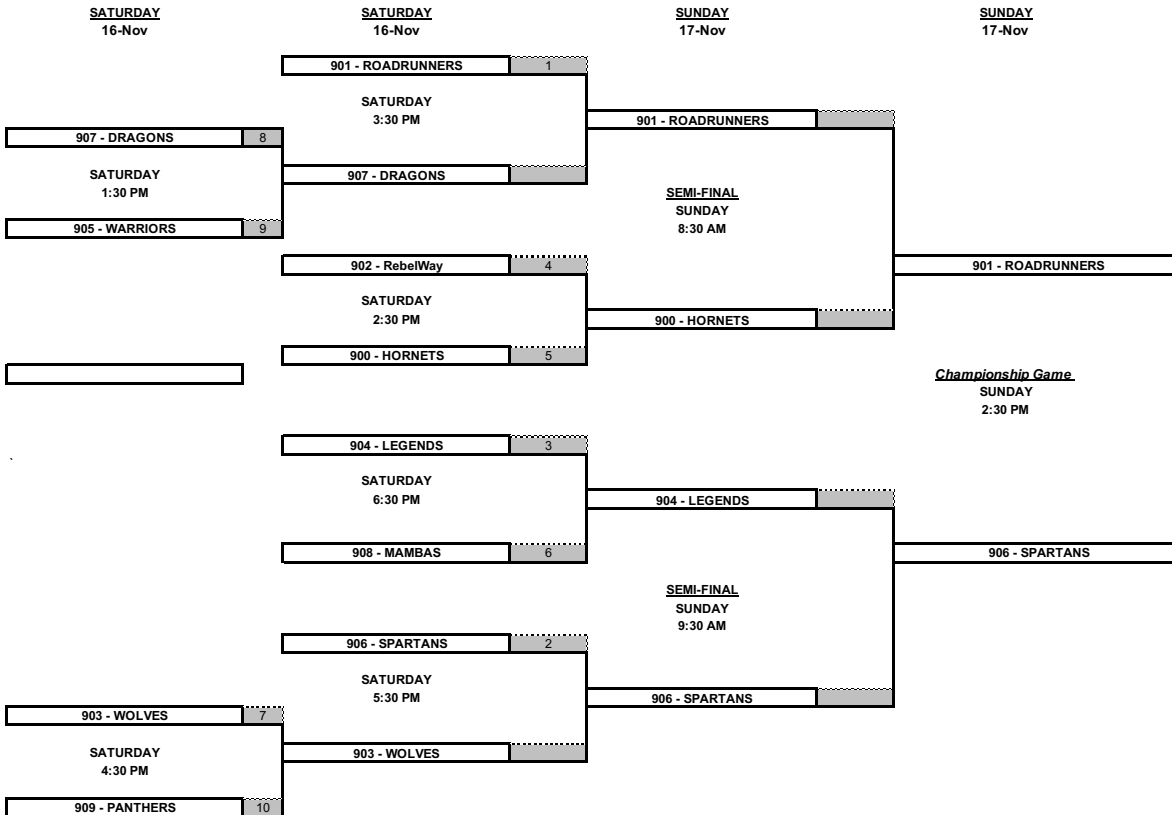 SATURDAY SATURDAY SUNDAY SUNDAY
16-Nov 16-Nov 17-Nov 17-Nov
901 - ROADRUNNERS 1
SATURDAY
3:30 PM
901 - ROADRUNNERS
907 - DRAGONS 8
SATURDAY
1:30 PM
907 - DRAGONS
SEMI-FINAL
SUNDAY
8:30 AM
905 - WARRIORS 9
902 - RebelWay 4
901 - ROADRUNNERS
SATURDAY
2:30 PM
900 - HORNETS
900 - HORNETS 5
Championship Game
SUNDAY
2:30 PM
904 - LEGENDS 3
`
SATURDAY
6:30 PM
904 - LEGENDS
908 - MAMBAS 6
906 - SPARTANS
SEMI-FINAL
SUNDAY
9:30 AM
906 - SPARTANS 2
SATURDAY
5:30 PM
906 - SPARTANS
903 - WOLVES 7
SATURDAY
4:30 PM
903 - WOLVES
909 - PANTHERS 10